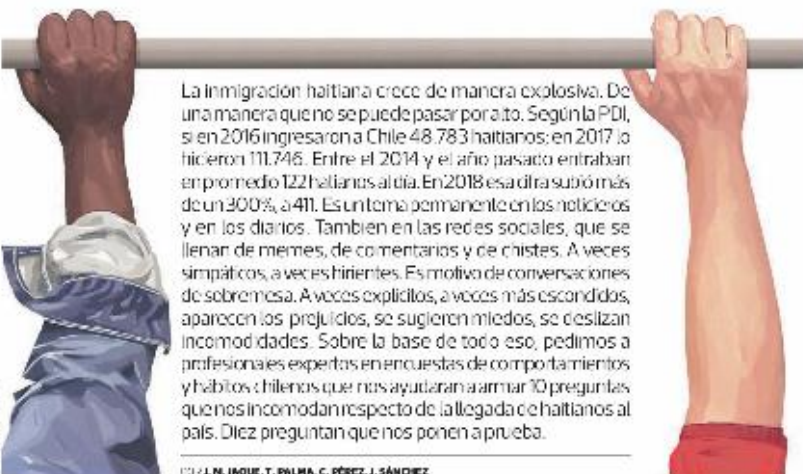 La inmigración haitiana crece de manera explosiva. De
una manera que no se puede pasar por alto. Según la PDI,
si en 2016 ingresaron a Chile 48.783 haitianos; en 2017 lo
hicieron 111.746. Entre el 2014 y el año pasado entraban
en promedio 122 haitianos al día. En 2018 esa cifra subió más
de un 300%, a 411. Es un tema permanente en los noticieros
y en los diarios. También en las redes sociales, que se
llenan de memes, de comentarios y de chistes. A veces
simpáticos, a veces hirientes. Es motivo de conversaciones
de sobremesa. A veces explícitos, a veces más escondidos,
aparecen los prejuicios, se sugieren miedos, se deslizan
incomodidades. Sobre la base de todo eso, pedimos a
profesionales expertos en encuestas de comportamientos
y hábitos chilenos que nos ayudaran a armar 10 preguntas
que nos incomodan respecto de la llegada de haitianos al
país. Diez preguntan que nos ponen a prueba.
J. M. JAQUE, T. PALMA, C. PÉREZ, J. SÁNCHEZ